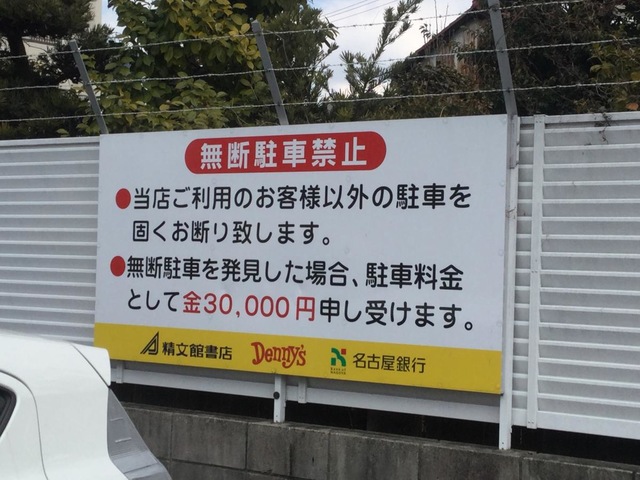 無断駐車禁止
●当店ご利用のお客様以外の駐車を
固くお断り致します。
●無断駐車を発見した場合、駐車料金
として金30,000円申し受けます。
精文館書店 Denny's 名古屋銀行